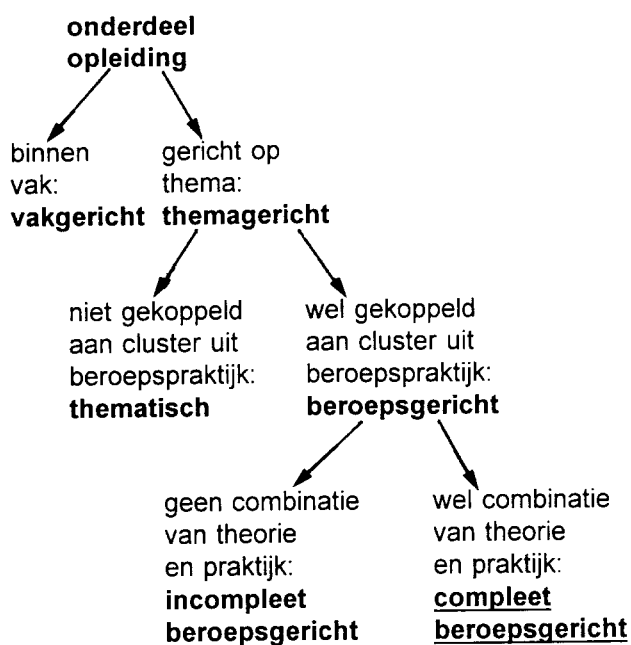 onderdeel
opleiding
binnen
vak:
vakgericht
gericht op
thema:
themagericht
niet gekoppeld
aan cluster uit
beroepspraktijk:
thematisch
wel gekoppeld
aan cluster uit
beroepspraktijk:
beroepsgericht
geen combinatie
van theorie
en praktijk:
incompleet
beroepsgericht
wel combinatie
van theorie
en praktijk:
compleet
beroepsgericht